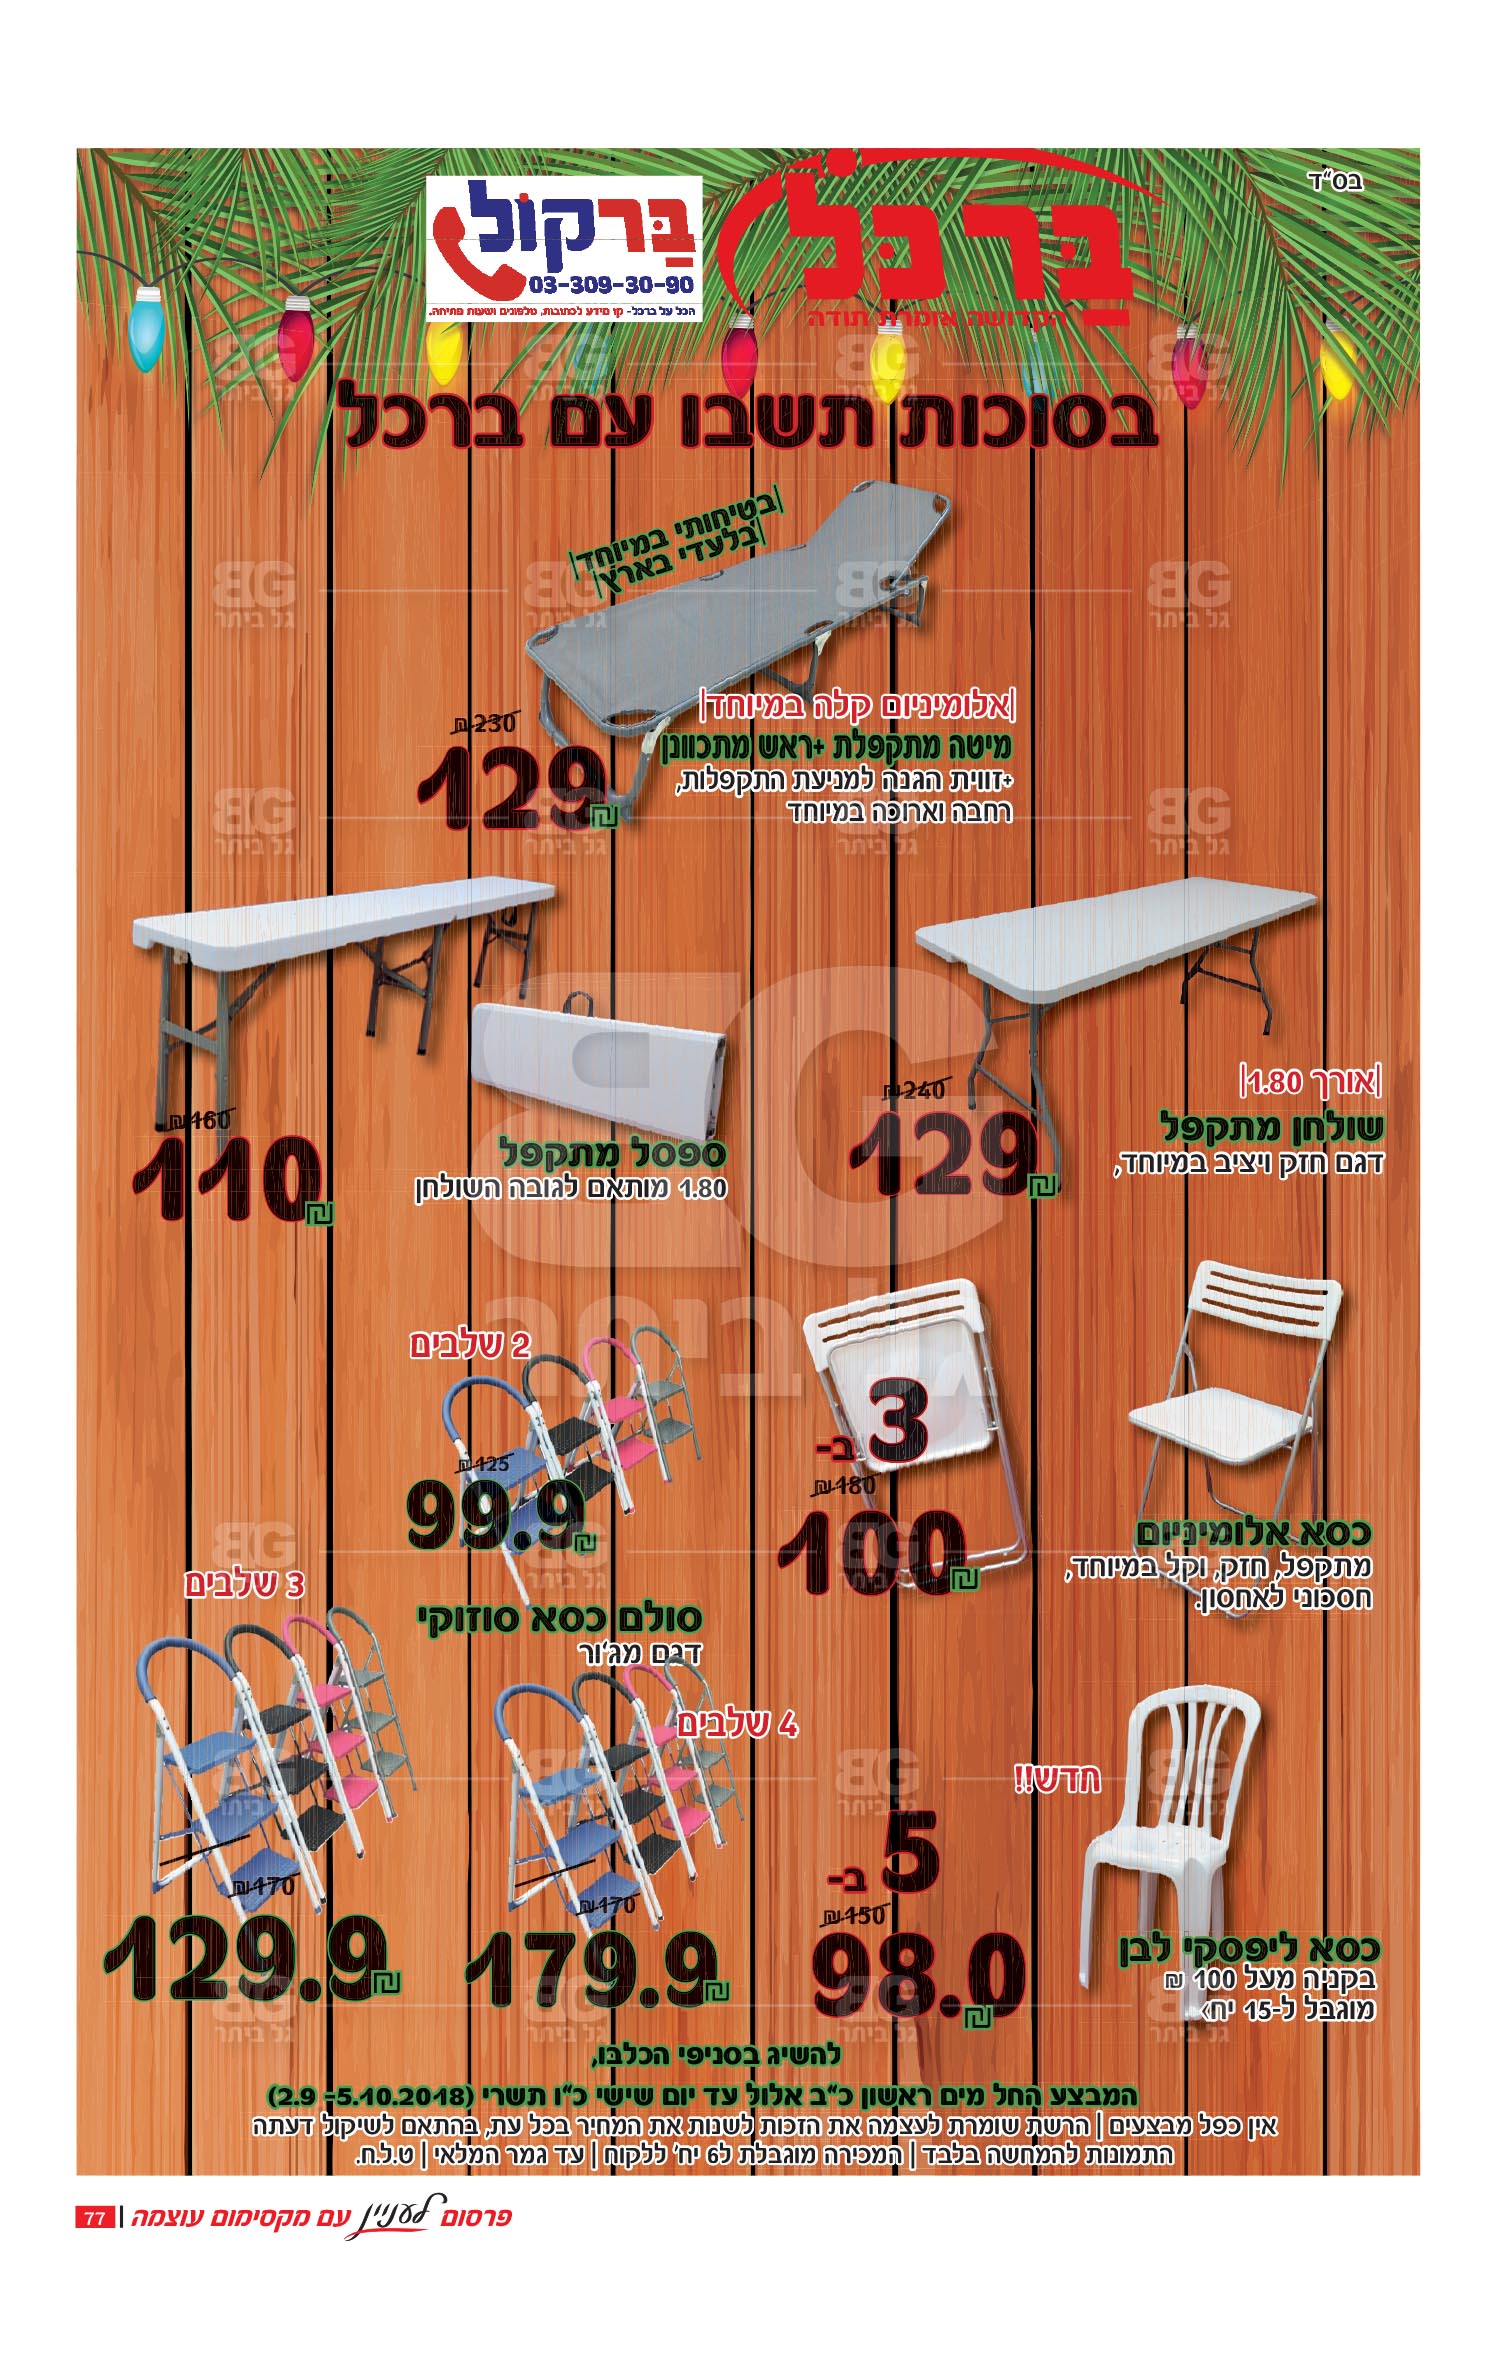 בס"ד
ברכל
הקדושה אומרת תודה
ברקול
03-309-30-90
הכל על ברכל- קו מידע לכתובות, טלפונים ושעות פתיחה.
בסוכות תשבו עם ברכל
|בטיחותי במיוחד|
|בלעדי בארץ|
|אלומיניום קלה במיוחד|
מיטה מתקפלת +ראש מתכוונן
+זווית הגנה למניעת התקפלות,
רחבה וארוכה במיוחד
230 ₪
129 ₪
|אורך 1.80|
שולחן מתקפל
דגם חזק ויציב במיוחד,
240 ₪
129 ₪
ספסל מתקפל
1.80 מותאם לגובה השולחן
160 ₪
110 ₪
כסא אלומיניום
מתקפל, חזק, וקל במיוחד,
חסכוני לאחסון.
3 ב-
180 ₪
100 ₪
2 שלבים
125 ₪
99.9 ₪
סולם כסא סוזוקי
דגם מג'ור
3 שלבים
170 ₪
129.9 ₪
4 שלבים
170 ₪
179.9 ₪
חדש!!
כסא ליפסקי לבן
בקניה מעל 100 ₪
מוגבל ל-15 יח'
5 ב-
150 ₪
98.0 ₪
להשיג בסניפי הכלבו,
המבצע החל מים ראשון כ"ב אלול עד יום שישי כ"ו תשרי (2.9 -5.10.2018)
אין כפל מבצעים | הרשת שומרת לעצמה את הזכות לשנות את המחיר בכל עת, בהתאם לשיקול דעתה
התמונות להמחשה בלבד | המכירה מוגבלת ל6 יח' ללקוח | עד גמר המלאי | ט.ל.ח.
BG
גל ביתר
פרסום לעניין עם מקסימום עוצמה | 77